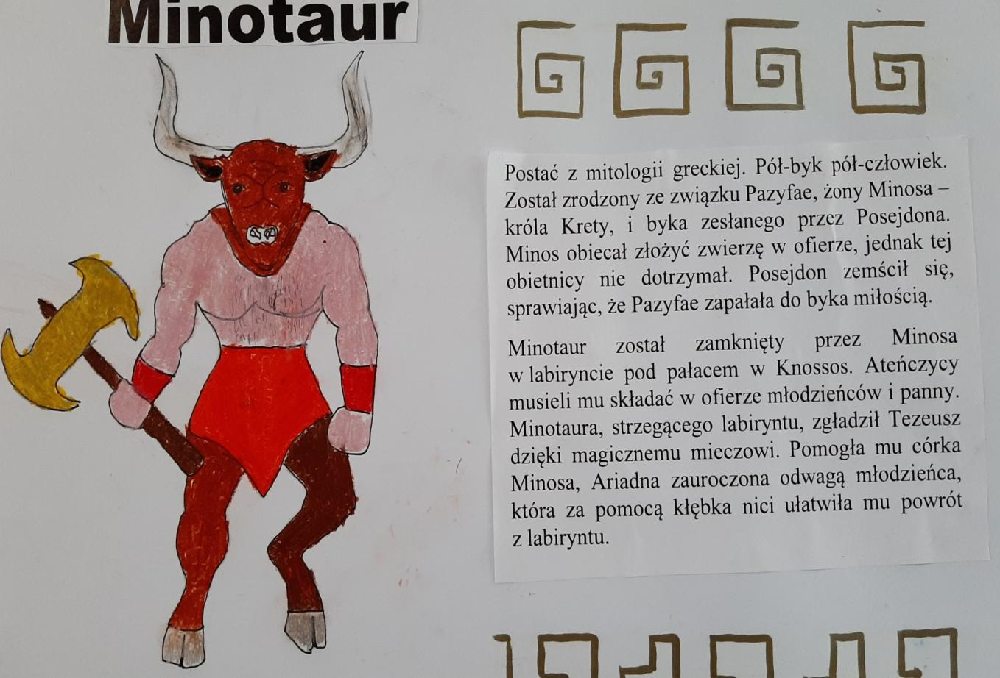 Minotaur
Postać z mitologii greckiej. Pół-byk pół-człowiek.
Został zrodzony ze związku Pazyfae, żony Minosa –
króla Krety, i byka zesłanego przez Posejdona.
Minos obiecał złożyć zwierzę w ofierze, jednak tej
obietnicy nie dotrzymał. Posejdon zemścił się,
sprawiając, że Pazyfae zapałała do byka miłością.
Minotaur został zamknięty przez Minosa
w labiryncie pod pałacem w Knossos. Ateńczycy
musieli mu składać w ofierze młodzieńców i panny.
Minotaura, strzegącego labiryntu, zgładził Tezeusz
dzięki magicznemu mieczowi. Pomogła mu córka
Minosa, Ariadna zauroczona odwagą młodzieńca,
która za pomocą kłębka nici ułatwiła mu powrót
z labiryntu.